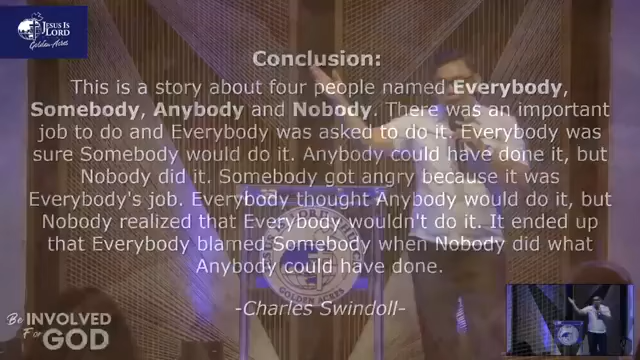 JESUS IS
LORD
Golden Acres
Conclusion:
This is a story about four people named Everybody,
Somebody, Anybody and Nobody. There was an important
job to do and Everybody was asked to do it. Everybody was
sure Somebody would do it. Anybody could have done it, but
Nobody did it. Somebody got angry because it was
Everybody's job. Everybody thought Anybody would do it, but
Nobody realized that Everybody wouldn't do it. It ended up
that Everybody blamed Somebody when Nobody did what
Anybody could have done.
GOLDEN ACRES
-Charles Swindoll-
Be INVOLVED
For GOD